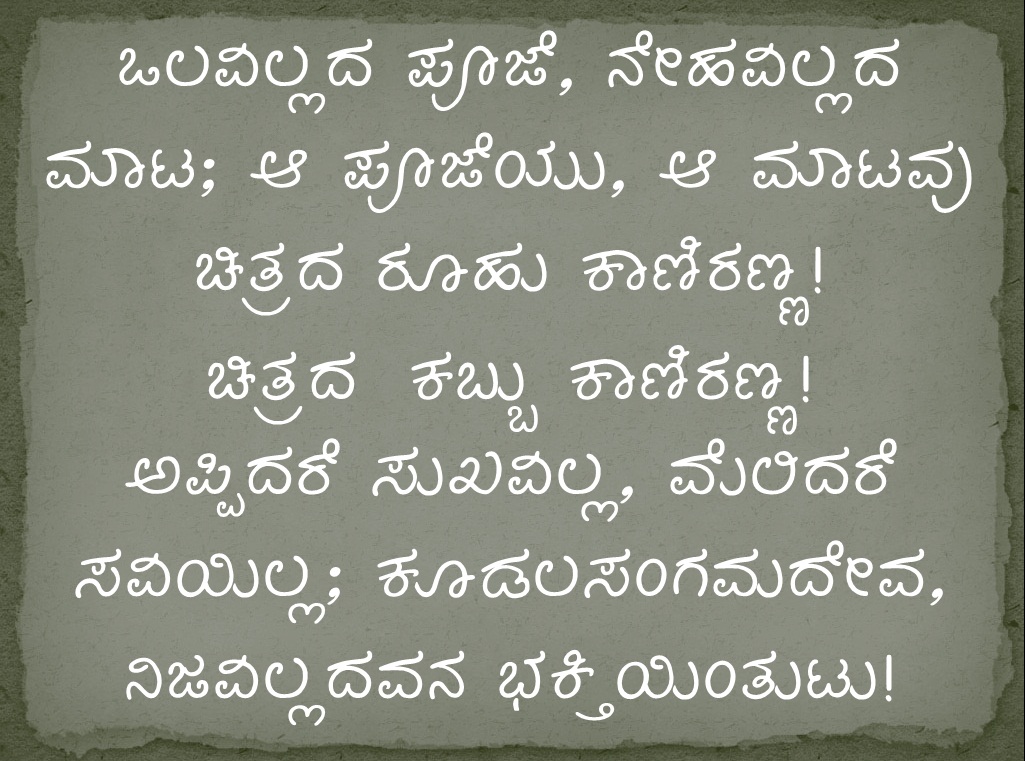 ಒಲವಿಲ್ಲದ ಪೂಜೆ, ನೇಹವಿಲ್ಲದ
ಮಾಟ; ಆ ಪೂಜೆಯು, ಆ ಮಾಟವು
ಚಿತ್ರದ ರೂಹು ಕಾಣಿರಣ್ಣ!
ಚಿತ್ರದ ಕಬ್ಬು ಕಾಣಿರಣ್ಣ!
ಅಪ್ಪಿದರೆ ಸುಖವಿಲ್ಲ, ಮೆಲಿದರೆ
ಸವಿಯಿಲ್ಲ; ಕೂಡಲಸಂಗಮದೇವ,
ನಿಜವಿಲ್ಲದವನ ಭಕ್ತಿಯಿಂತುಟು!